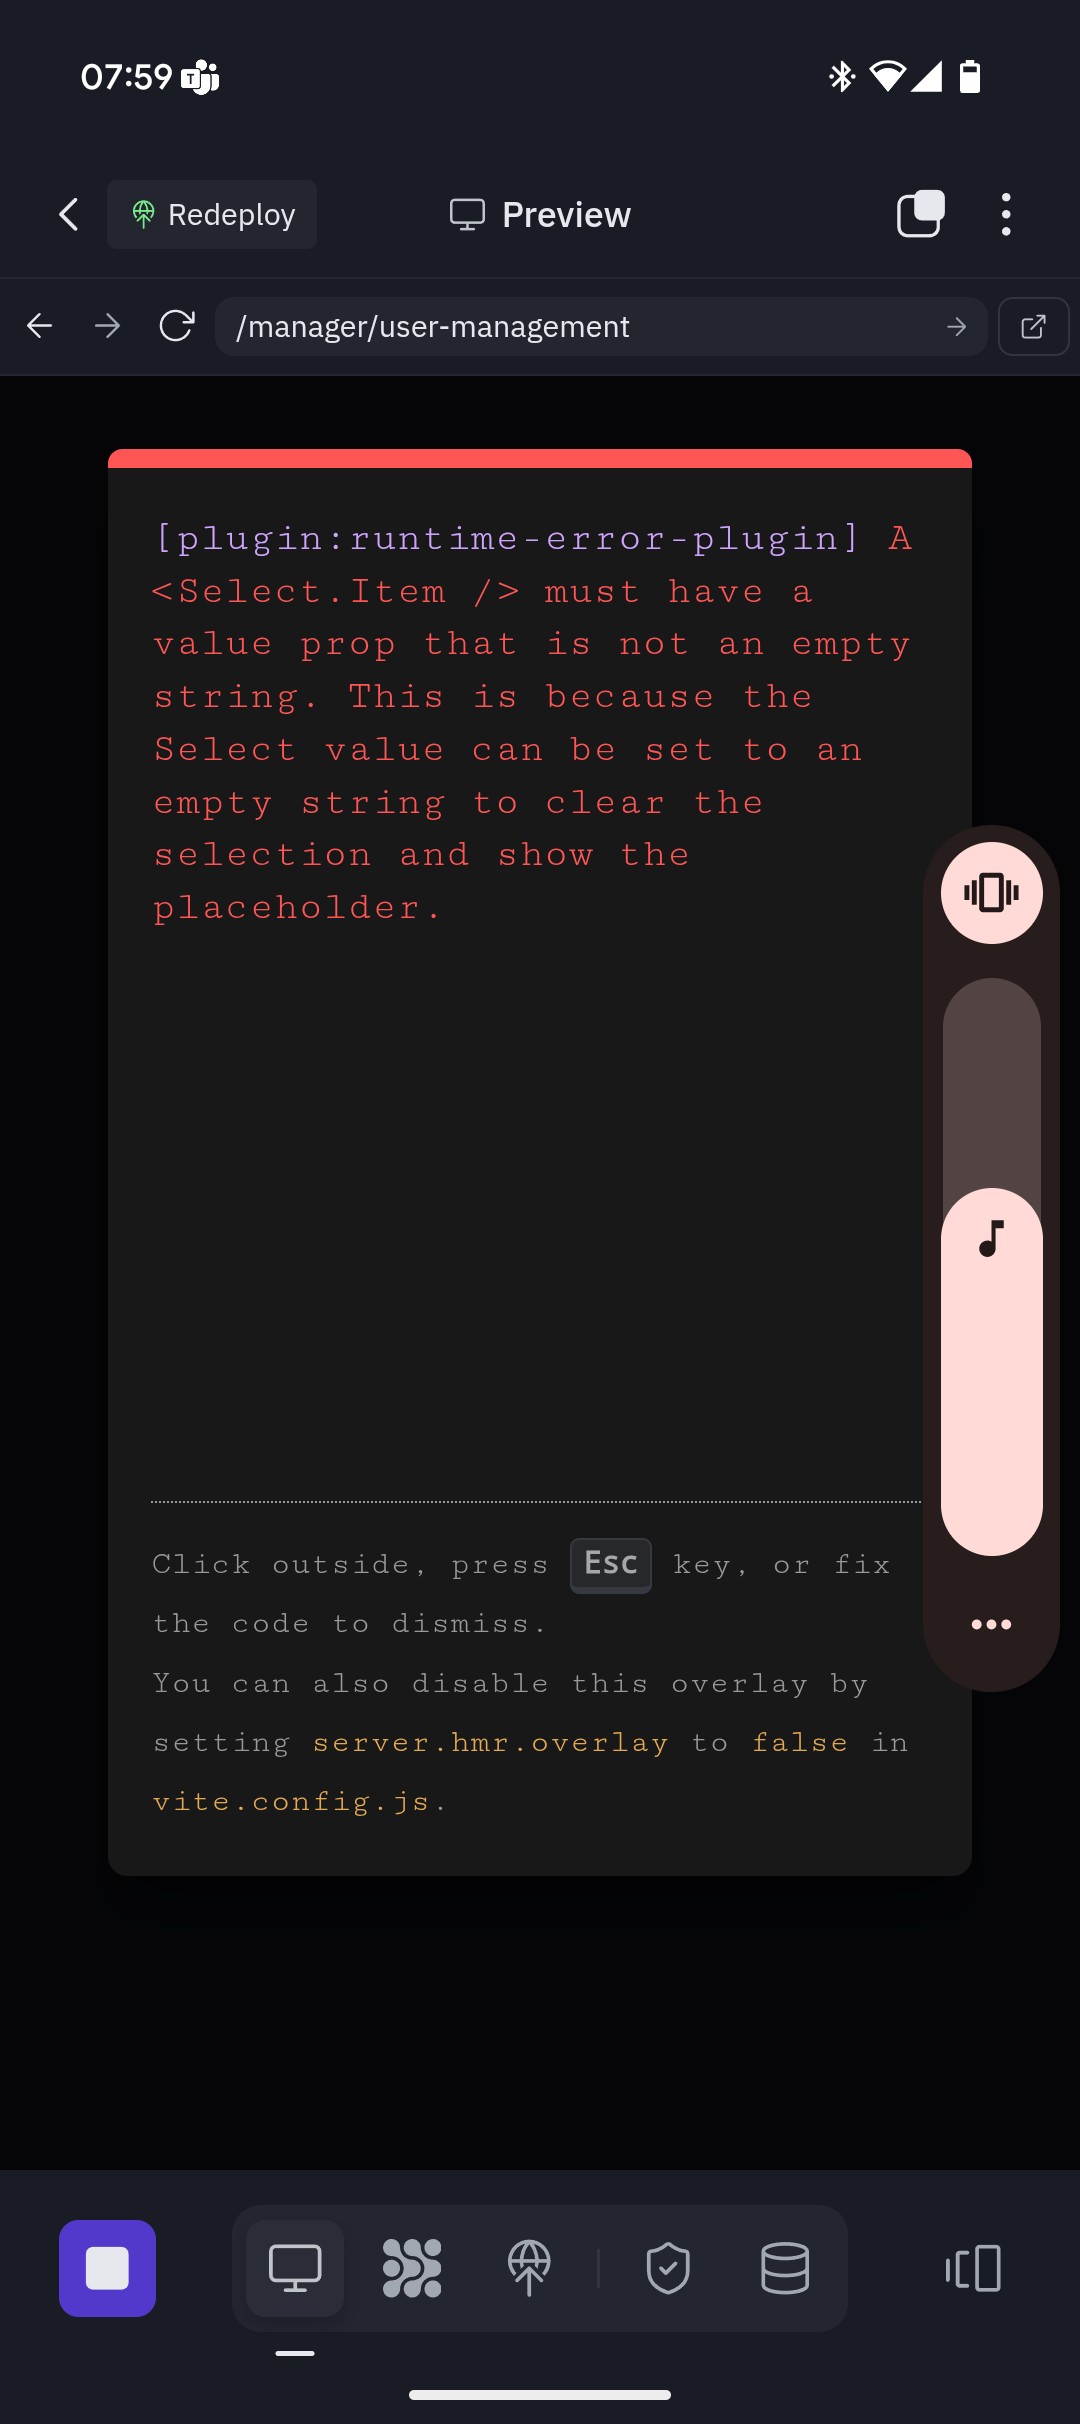 07:59
T
Redeploy
Preview
/manager/user-management
[plugin:runtime-error-plugin] A
<Select.Item /> must have a
value prop that is not an empty
string. This is because the
Select value can be set to an
empty string to clear the
selection and show the
placeholder.
Click outside, press Esc key, or fix
the code to dismiss.
You can also disable this overlay by
setting server.hmr.overlay to false in
vite.config.js.